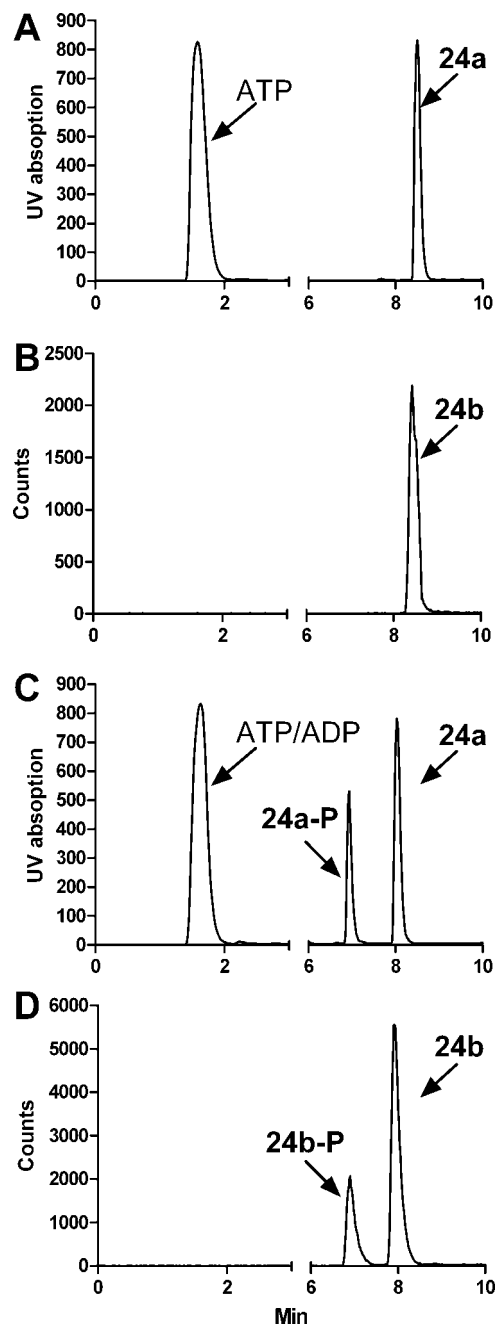 A
900
800
700
600
500
400
300
200
100
0
UV absoption
ATP
24a
0 2 6 8 10
B
2500
2000
1500
1000
500
0
Counts
24b
0 2 6 8 10
C
900
800
700
600
500
400
300
200
100
0
UV absoption
ATP/ADP
24a
24a-P
0 2 6 8 10
D
6000
5000
4000
3000
2000
1000
0
Counts
24b
24b-P
0 2 6 8 10
Min